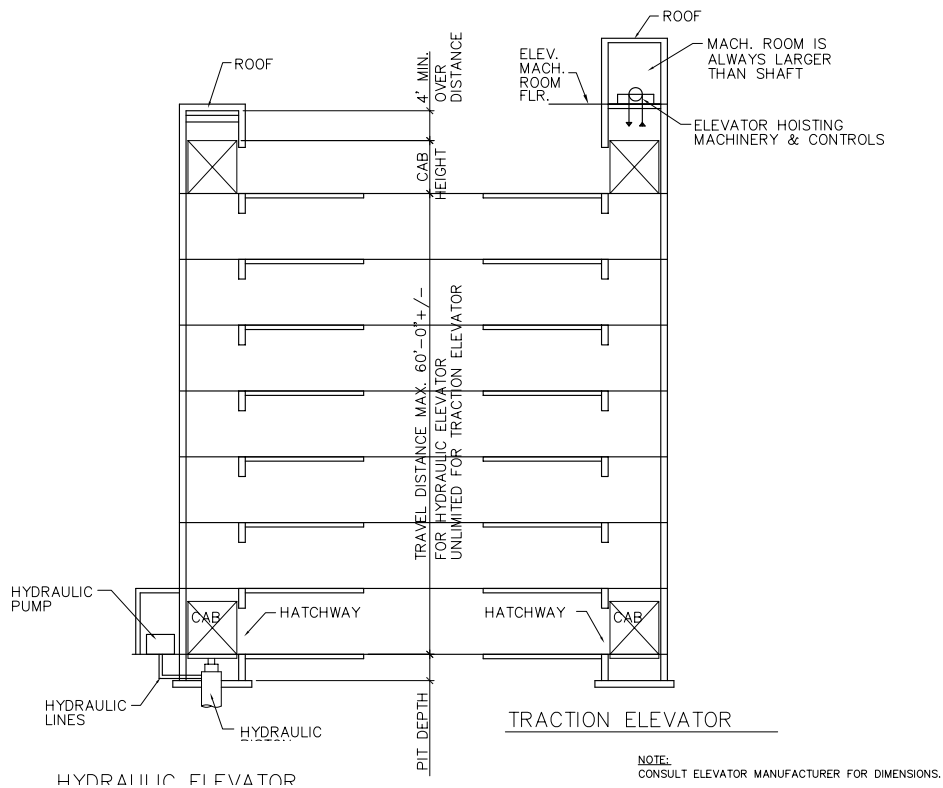 ROOF
MACH. ROOM IS
ALWAYS LARGER
THAN SHAFT
ELEV.
MACH.
ROOM
FLR.
ROOF
4' MIN.
OVER
DISTANCE
ELEVATOR HOISTING
MACHINERY & CONTROLS
CAB
HEIGHT
TRAVEL DISTANCE MAX. 60'-0"+/-
FOR HYDRAULIC ELEVATOR
UNLIMITED FOR TRACTION ELEVATOR
HYDRAULIC
PUMP
CAB
HATCHWAY
HATCHWAY
CAB
HYDRAULIC
LINES
HYDRAULIC
PIT DEPTH
TRACTION ELEVATOR
HYDRAULIC ELEVATOR
NOTE:
CONSULT ELEVATOR MANUFACTURER FOR DIMENSIONS.